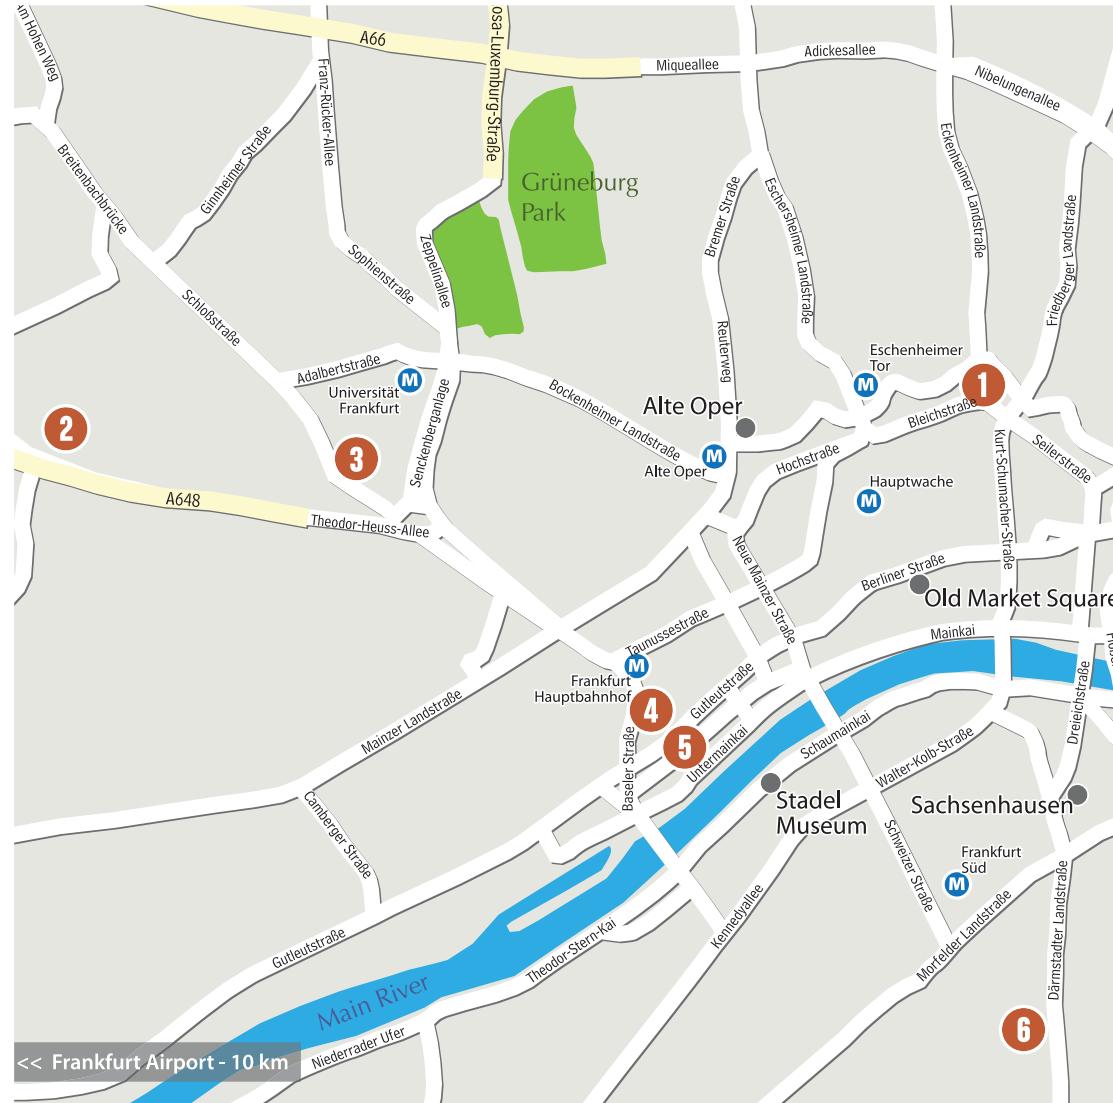 Am Hohen Weg
A66
osa-Luxemburg-Straße
Franz-Rücker-Allee
Miqueallee
Adickesallee
Nibelungenallee
Breitenbachbrücke
Ginnheimer Straße
Grüneburg
Park
Bremer Straße
Eschersheimer Landstraße
Eckenheimer Landstraße
Friedberger Landstraße
Sophienstraße
Zeppelinallee
Schloßstraße
Adalbertstraße
M
Universität
Frankfurt
Senckenberganlage
Bockenheimer Landstraße
Reuterweg
Eschenheimer
Tor
M
1
Bleichstraße
Alte Oper
M
Alte Oper
Hochstraße
Kurt-Schumacher-Straße
Seilerstraße
2
3
A648
Theodor-Heuss-Allee
Hauptwache
M
Neue Mainzer Straße
Berliner Straße
Old Market Square
Taunussestraße
Mainkai
M
Frankfurt
Hauptbahnhof
4
5
Gutleutstraße
Untermainkai
Mainzer Landstraße
Baseler Straße
Schaumainkai
Walter-Kolb-Straße
Dreieichstraße
Camberger Straße
Stadel
Museum
Sachsenhausen
Schweizer Straße
Frankfurt
Süd
M
Kennedyallee
Morfelder Landstraße
Därmstadter Landstraße
Gutleutstraße
Theodor-Stern-Kai
Main River
Niederrader Ufer
6
<< Frankfurt Airport - 10 km